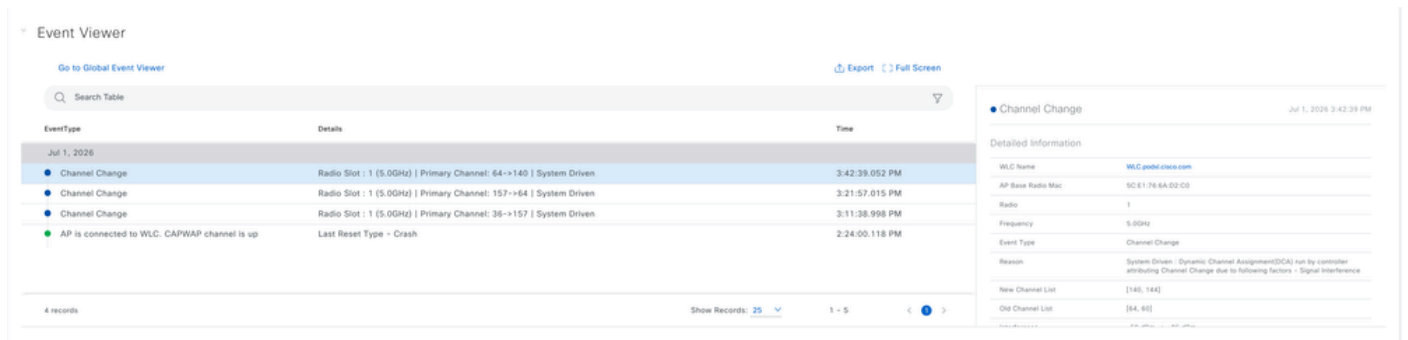 Event Viewer
Go to Global Event Viewer
Export Full Screen
Search Table
EventType Details Time
Jul 1, 2026
Channel Change Radio Slot : 1 (5.0GHz) | Primary Channel: 64->140 | System Driven 3:42:39.052 PM
Channel Change Radio Slot : 1 (5.0GHz) | Primary Channel: 157->64 | System Driven 3:21:57.015 PM
Channel Change Radio Slot : 1 (5.0GHz) | Primary Channel: 36->157 | System Driven 3:11:38.998 PM
AP is connected to WLC. CAPWAP channel is up Last Reset Type - Crash 2:24:00.118 PM
4 records Show Records: 25 1 - 5 1
Channel Change Jul 1, 2026 3:42:39 PM
Detailed Information
WLC Name WLC.podvl.cisco.com
AP Base Radio Mac 5C:E1:76:6A:D2:C0
Radio 1
Frequency 5.0GHz
Event Type Channel Change
Reason System Driven : Dynamic Channel Assignment(DCA) run by controller
attributing Channel Change due to following factors - Signal Interference
New Channel List [140, 144]
Old Channel List [64, 60]